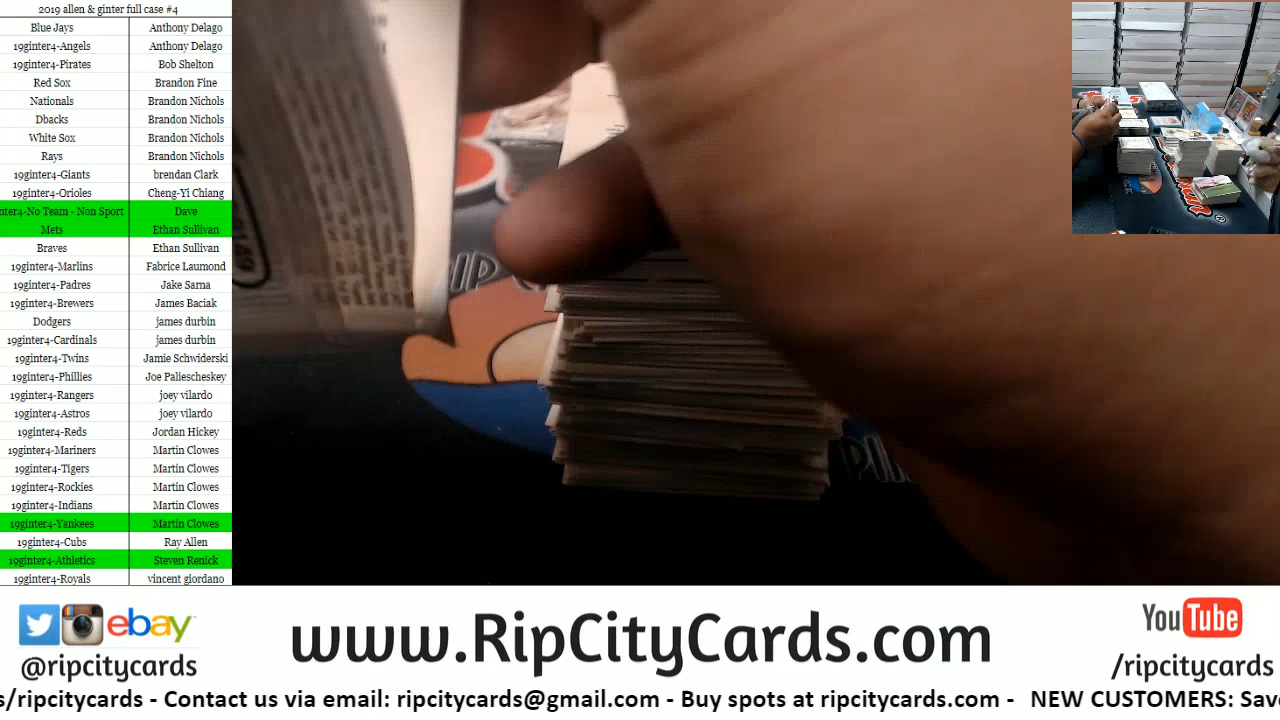 2019 allen & ginter full case #4
Blue Jays Anthony Delago
19ginter4-Angels Anthony Delago
19ginter4-Pirates Bob Shelton
Red Sox Brandon Fine
Nationals Brandon Nichols
Dbacks Brandon Nichols
White Sox Brandon Nichols
Rays Brandon Nichols
19ginter4-Giants brendan Clark
19ginter4-Orioles Cheng-Yi Chiang
nter4-No Team - Non Sport Dave
Mets Ethan Sullivan
Braves Ethan Sullivan
19ginter4-Marlins Fabrice Laumond
19ginter4-Padres Jake Sarna
19ginter4-Brewers James Baciak
Dodgers james durbin
19ginter4-Cardinals james durbin
19ginter4-Twins Jamie Schwiderski
19ginter4-Phillies Joe Paliescheskey
19ginter4-Rangers joey vilardo
19ginter4-Astros joey vilardo
19ginter4-Reds Jordan Hickey
19ginter4-Mariners Martin Clowes
19ginter4-Tigers Martin Clowes
19ginter4-Rockies Martin Clowes
19ginter4-Indians Martin Clowes
19ginter4-Yankees Martin Clowes
19ginter4-Cubs Ray Allen
19ginter4-Athletics Steven Renick
19ginter4-Royals vincent giordano
RIP
ebay
@ripcitycards
www.RipCityCards.com
YouTube
/ripcitycards
s/ripcitycards - Contact us via email: ripcitycards@gmail.com - Buy spots at ripcitycards.com - NEW CUSTOMERS: Save